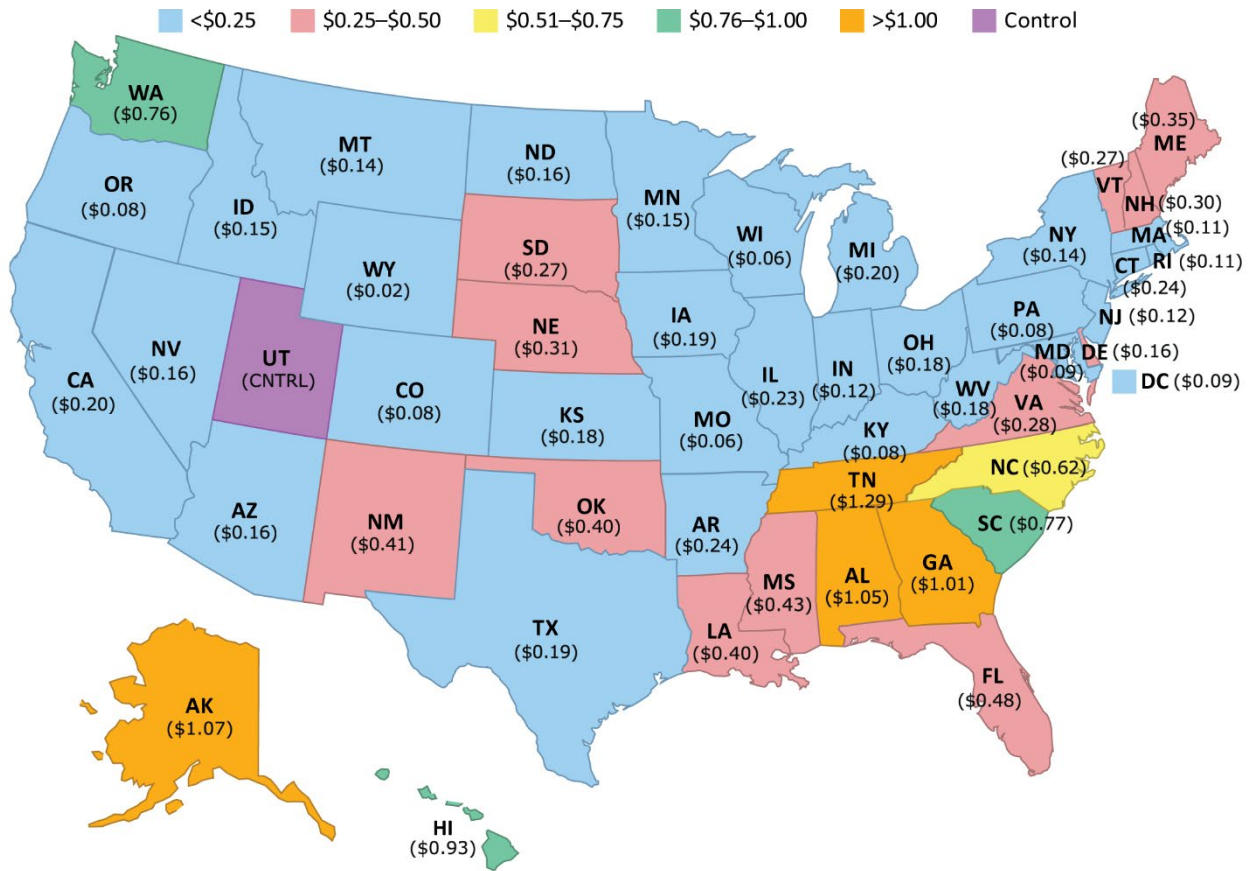 <$0.25 $0.25–$0.50 $0.51–$0.75 $0.76–$1.00 >$1.00 Control
WA
($0.76)
MT
($0.14)
ND
($0.16)
OR
($0.08)
ID
($0.15)
MN
($0.15)
($0.35)
ME
($0.27)
VT
NH ($0.30)
WY
($0.02)
SD
($0.27)
WI
($0.06)
MI
($0.20)
NY
($0.14)
MA ($0.11)
CT
($0.24)
RI ($0.11)
NV
($0.16)
UT
(CNTRL)
NE
($0.31)
IA
($0.19)
PA
($0.08)
NJ ($0.12)
CA
($0.20)
CO
($0.08)
KS
($0.18)
MO
($0.06)
IL
($0.23)
IN
($0.12)
OH
($0.18)
WV
($0.18)
MD
($0.09)
DE ($0.16)
DC ($0.09)
VA
($0.28)
KY
($0.08)
AZ
($0.16)
NM
($0.41)
OK
($0.40)
AR
($0.24)
TN
($1.29)
NC ($0.62)
SC ($0.77)
TX
($0.19)
LA
($0.40)
MS
($0.43)
AL
($1.05)
GA
($1.01)
FL
($0.48)
AK
($1.07)
HI
($0.93)